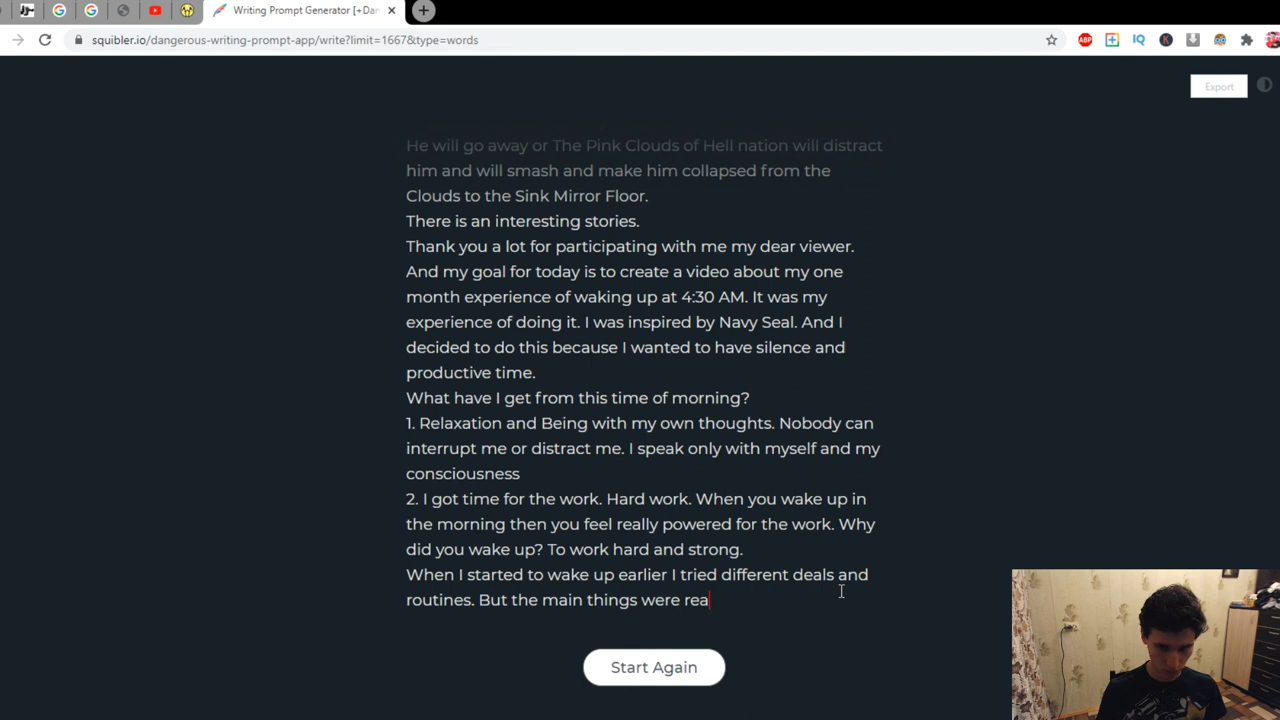 Writing Prompt Generator [+Dan
squibler.io/dangerous-writing-prompt-app/write?limit=1667&type=words
ABP
IQ
K
Export
He will go away or The Pink Clouds of Hell nation will distract
him and will smash and make him collapsed from the
Clouds to the Sink Mirror Floor.
There is an interesting stories.
Thank you a lot for participating with me my dear viewer.
And my goal for today is to create a video about my one
month experience of waking up at 4:30 AM. It was my
experience of doing it. I was inspired by Navy Seal. And I
decided to do this because I wanted to have silence and
productive time.
What have I get from this time of morning?
1. Relaxation and Being with my own thoughts. Nobody can
interrupt me or distract me. I speak only with myself and my
consciousness
2. I got time for the work. Hard work. When you wake up in
the morning then you feel really powered for the work. Why
did you wake up? To work hard and strong.
When I started to wake up earlier I tried different deals and
routines. But the main things were rea
Start Again